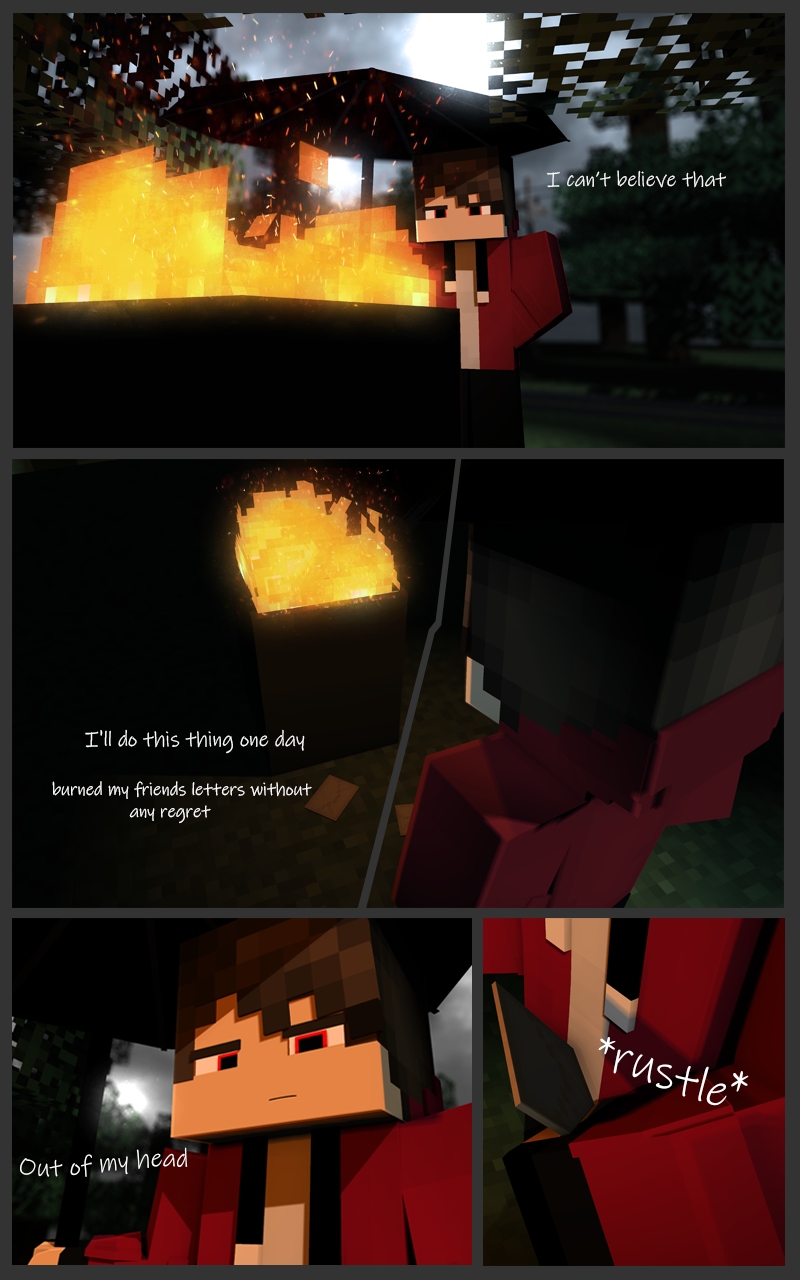 I can't believe that
I'll do this thing one day
burned my friends letters without
any regret
Out of my head
*rustle*